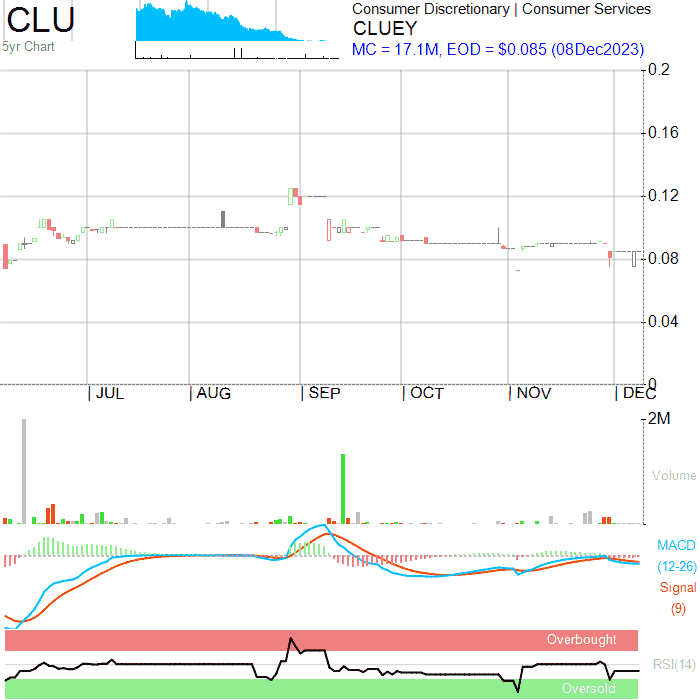 CLU
5yr Chart
Consumer Discretionary | Consumer Services
CLUEY
MC = 17.1M, EOD = $0.085 (08Dec2023)
0.2
0.16
0.12
0.08
0.04
0
| JUL | AUG | SEP | OCT | NOV | DEC
2M
Volume
MACD
(12-26)
Signal
(9)
Overbought
RSI(14)
Oversold